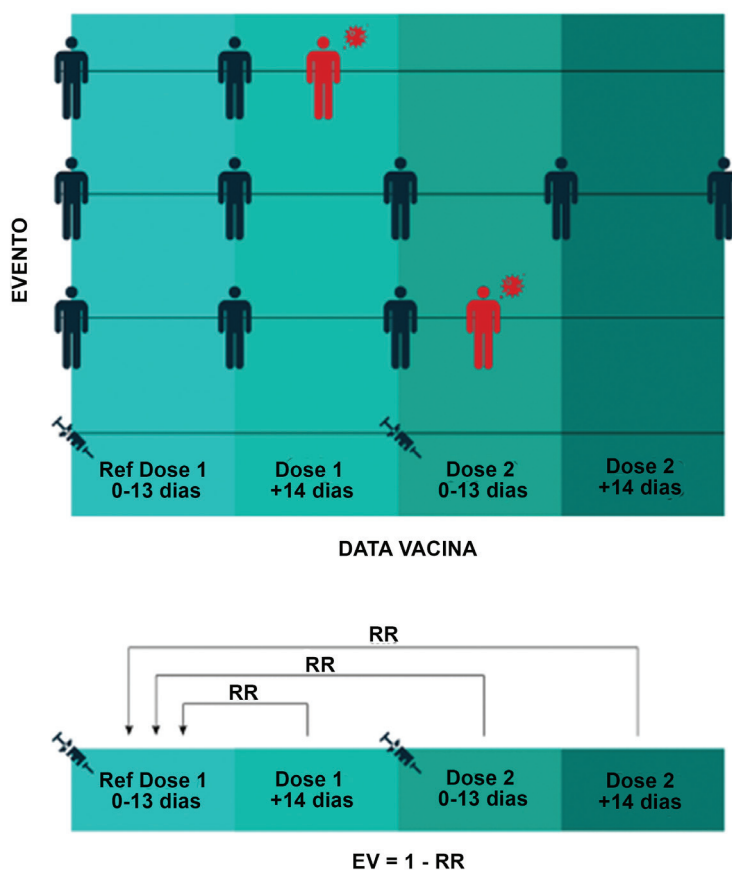 EVENTO
Ref Dose 1
0-13 dias
Dose 1
+14 dias
Dose 2
0-13 dias
Dose 2
+14 dias
DATA VACINA
RR
RR
RR
Ref Dose 1
0-13 dias
Dose 1
+14 dias
Dose 2
0-13 dias
Dose 2
+14 dias
EV = 1 - RR